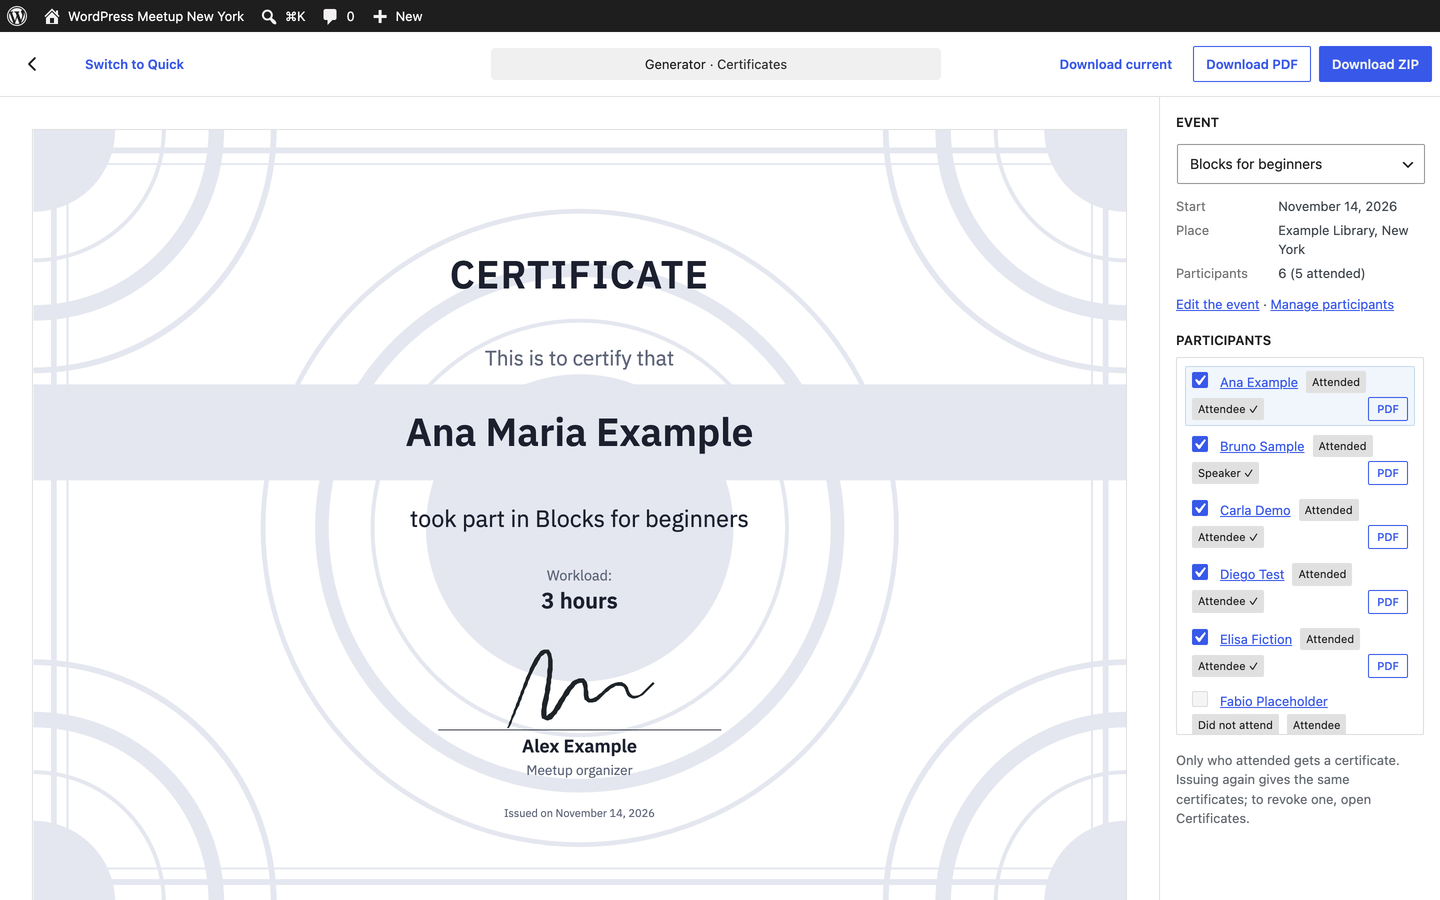 WordPress Meetup New York
⌘K
0
New
Switch to Quick
Generator · Certificates
Download current
Download PDF
Download ZIP
CERTIFICATE
This is to certify that
Ana Maria Example
took part in Blocks for beginners
Workload:
3 hours
Alex Example
Meetup organizer
Issued on November 14, 2026
EVENT
Blocks for beginners
Start November 14, 2026
Place Example Library, New
York
Participants 6 (5 attended)
Edit the event · Manage participants
PARTICIPANTS
Ana Example Attended
Attendee ✓ PDF
Bruno Sample Attended
Speaker ✓ PDF
Carla Demo Attended
Attendee ✓ PDF
Diego Test Attended
Attendee ✓ PDF
Elisa Fiction Attended
Attendee ✓ PDF
Fabio Placeholder
Did not attend Attendee
Only who attended gets a certificate.
Issuing again gives the same
certificates; to revoke one, open
Certificates.